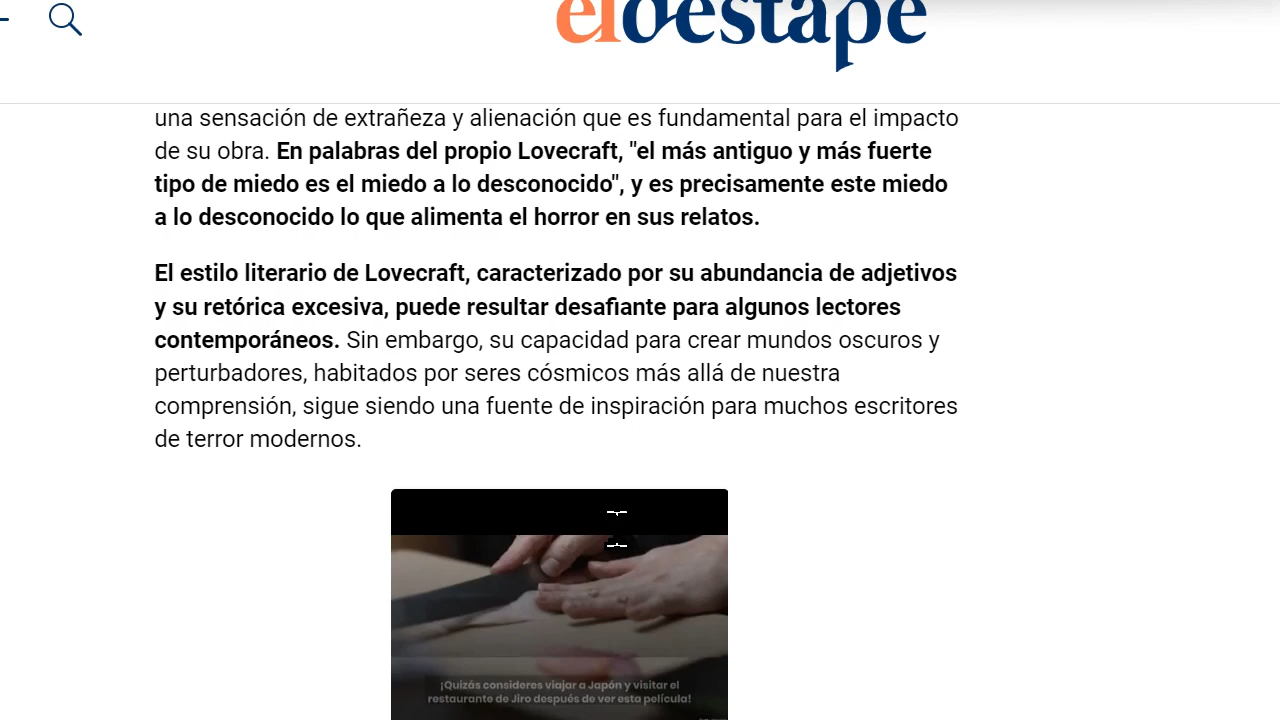 eldestape
una sensación de extrañeza y alienación que es fundamental para el impacto
de su obra. En palabras del propio Lovecraft, "el más antiguo y más fuerte
tipo de miedo es el miedo a lo desconocido", y es precisamente este miedo
a lo desconocido lo que alimenta el horror en sus relatos.
El estilo literario de Lovecraft, caracterizado por su abundancia de adjetivos
y su retórica excesiva, puede resultar desafiante para algunos lectores
contemporáneos. Sin embargo, su capacidad para crear mundos oscuros y
perturbadores, habitados por seres cósmicos más allá de nuestra
comprensión, sigue siendo una fuente de inspiración para muchos escritores
de terror modernos.
¡Quizás consideres viajar a Japón y visitar el
restaurante de Jiro después de ver esta película!